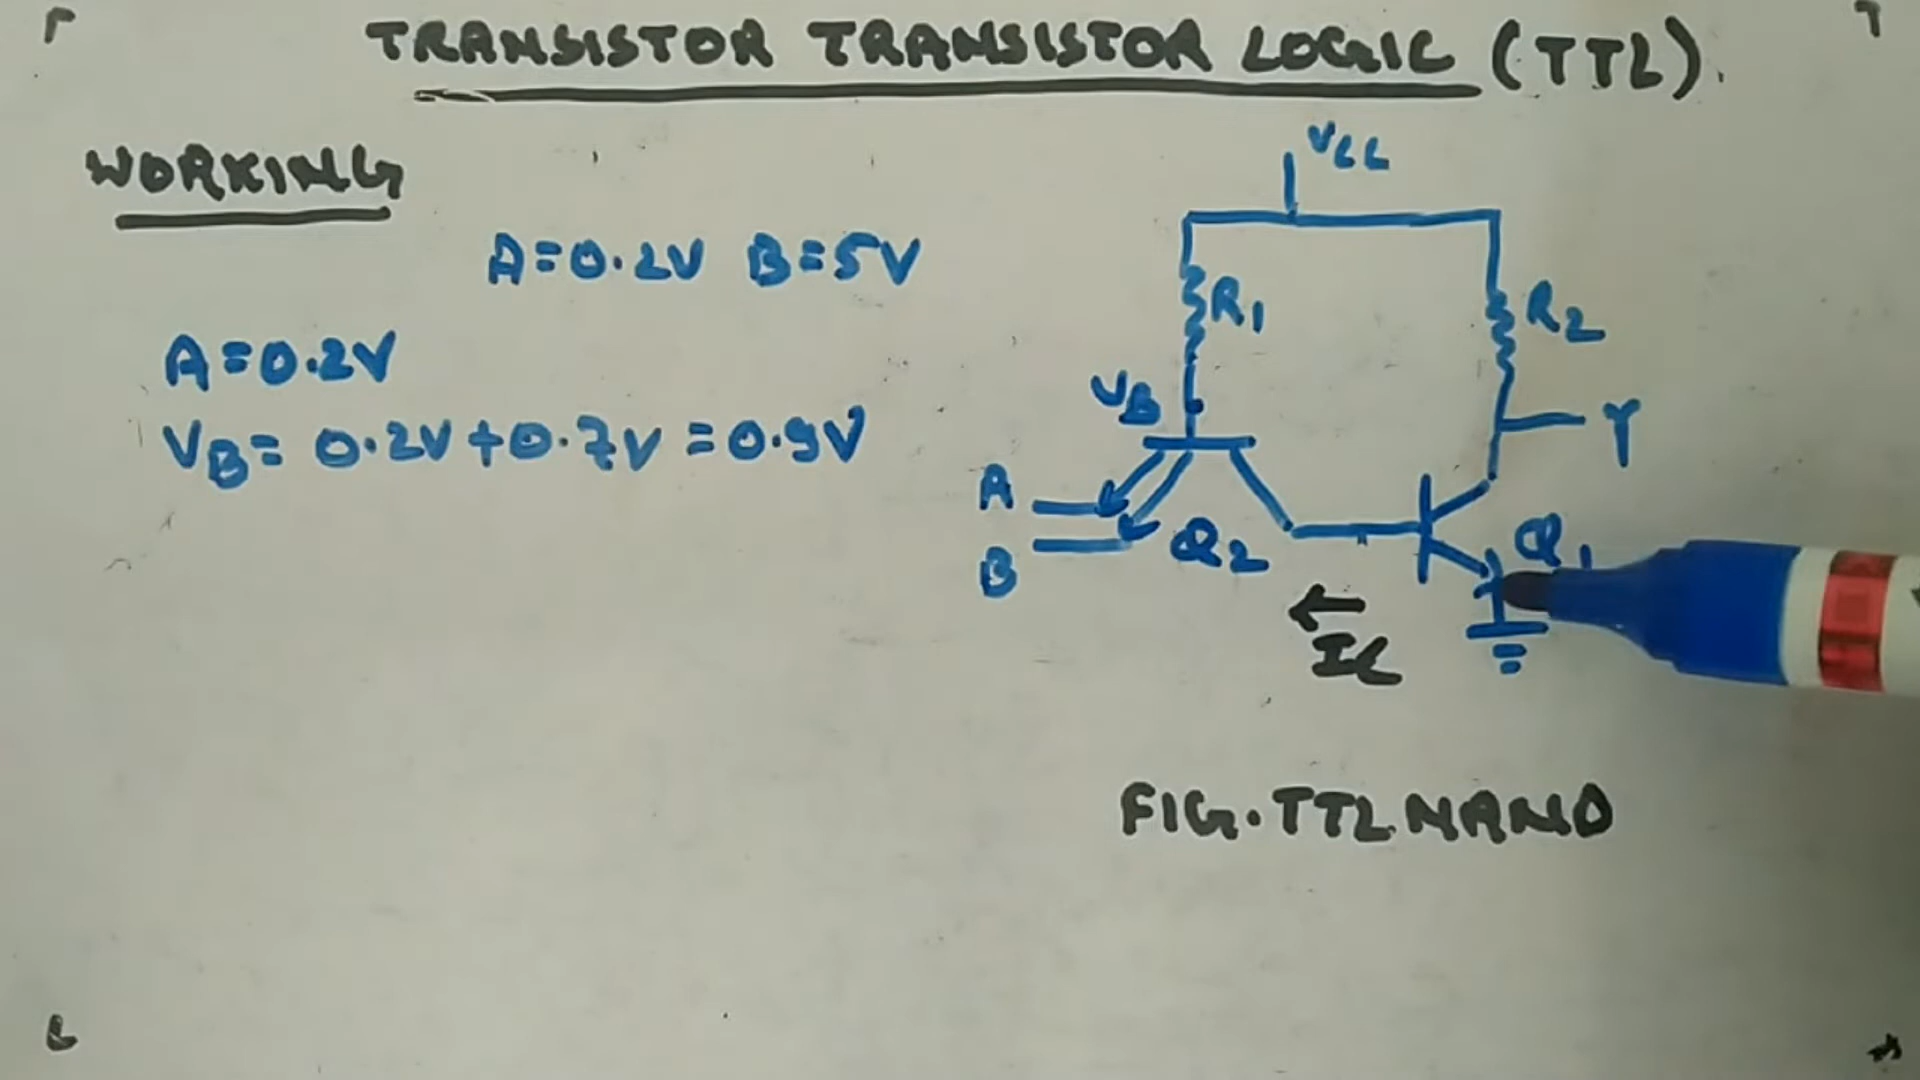 TRANSISTOR TRANSISTOR LOGIC (TTL).
WORKING
A=0.2V B=5V
A=0.2V
VB= 0.2V+0.7V=0.9V
VCC
R1
R2
VB
Y
A
B
Q2
Q1
IC
FIG.TTL NAND